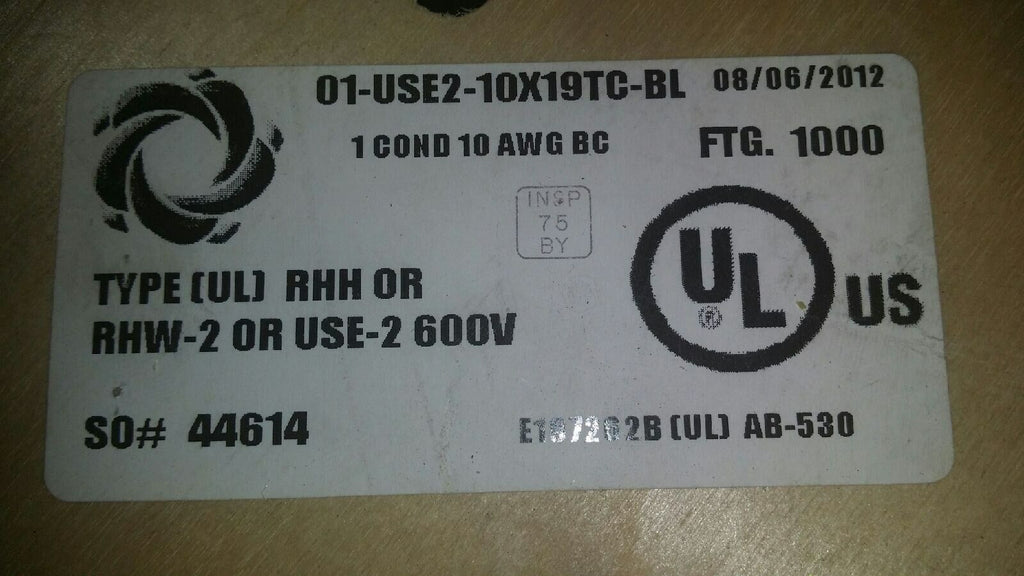 01-USE2-10X19TC-BL 08/06/2012
1 COND 10 AWG BC FTG. 1000
INSP
75
BY
UL US
®
TYPE (UL) RHH OR
RHW-2 OR USE-2 600V
SO# 44614
E197262B (UL) AB-530